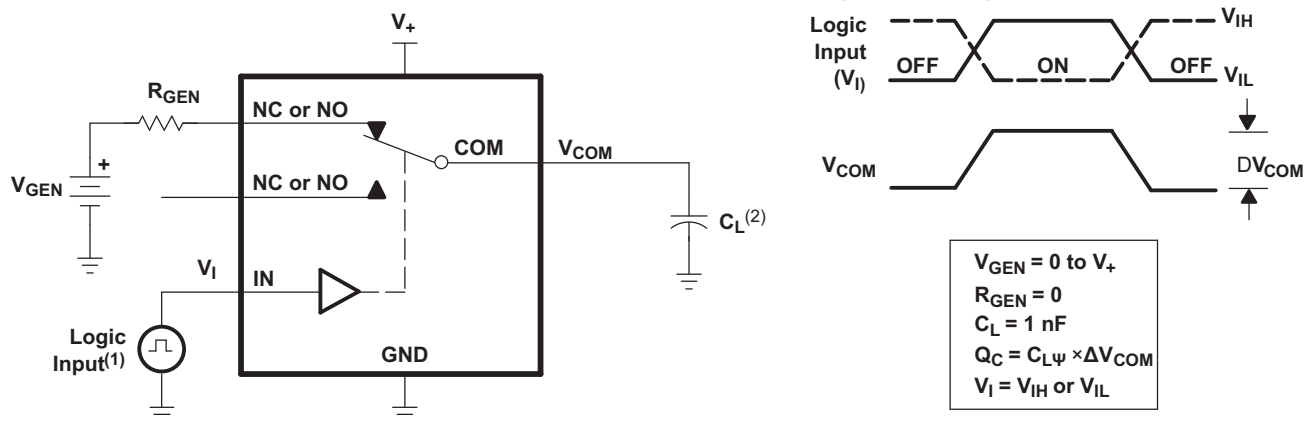 V+
RGEN
NC or NO
COM
VCOM
+
VGEN
NC or NO
CL(2)
VI
IN
Logic
Input(1)
GND
Logic
Input
(VI)
OFF
ON
OFF
VIH
VIL
VCOM
DVCOM
VGEN = 0 to V+
RGEN = 0
CL = 1 nF
QC = CLΨ ×ΔVCOM
VI = VIH or VIL